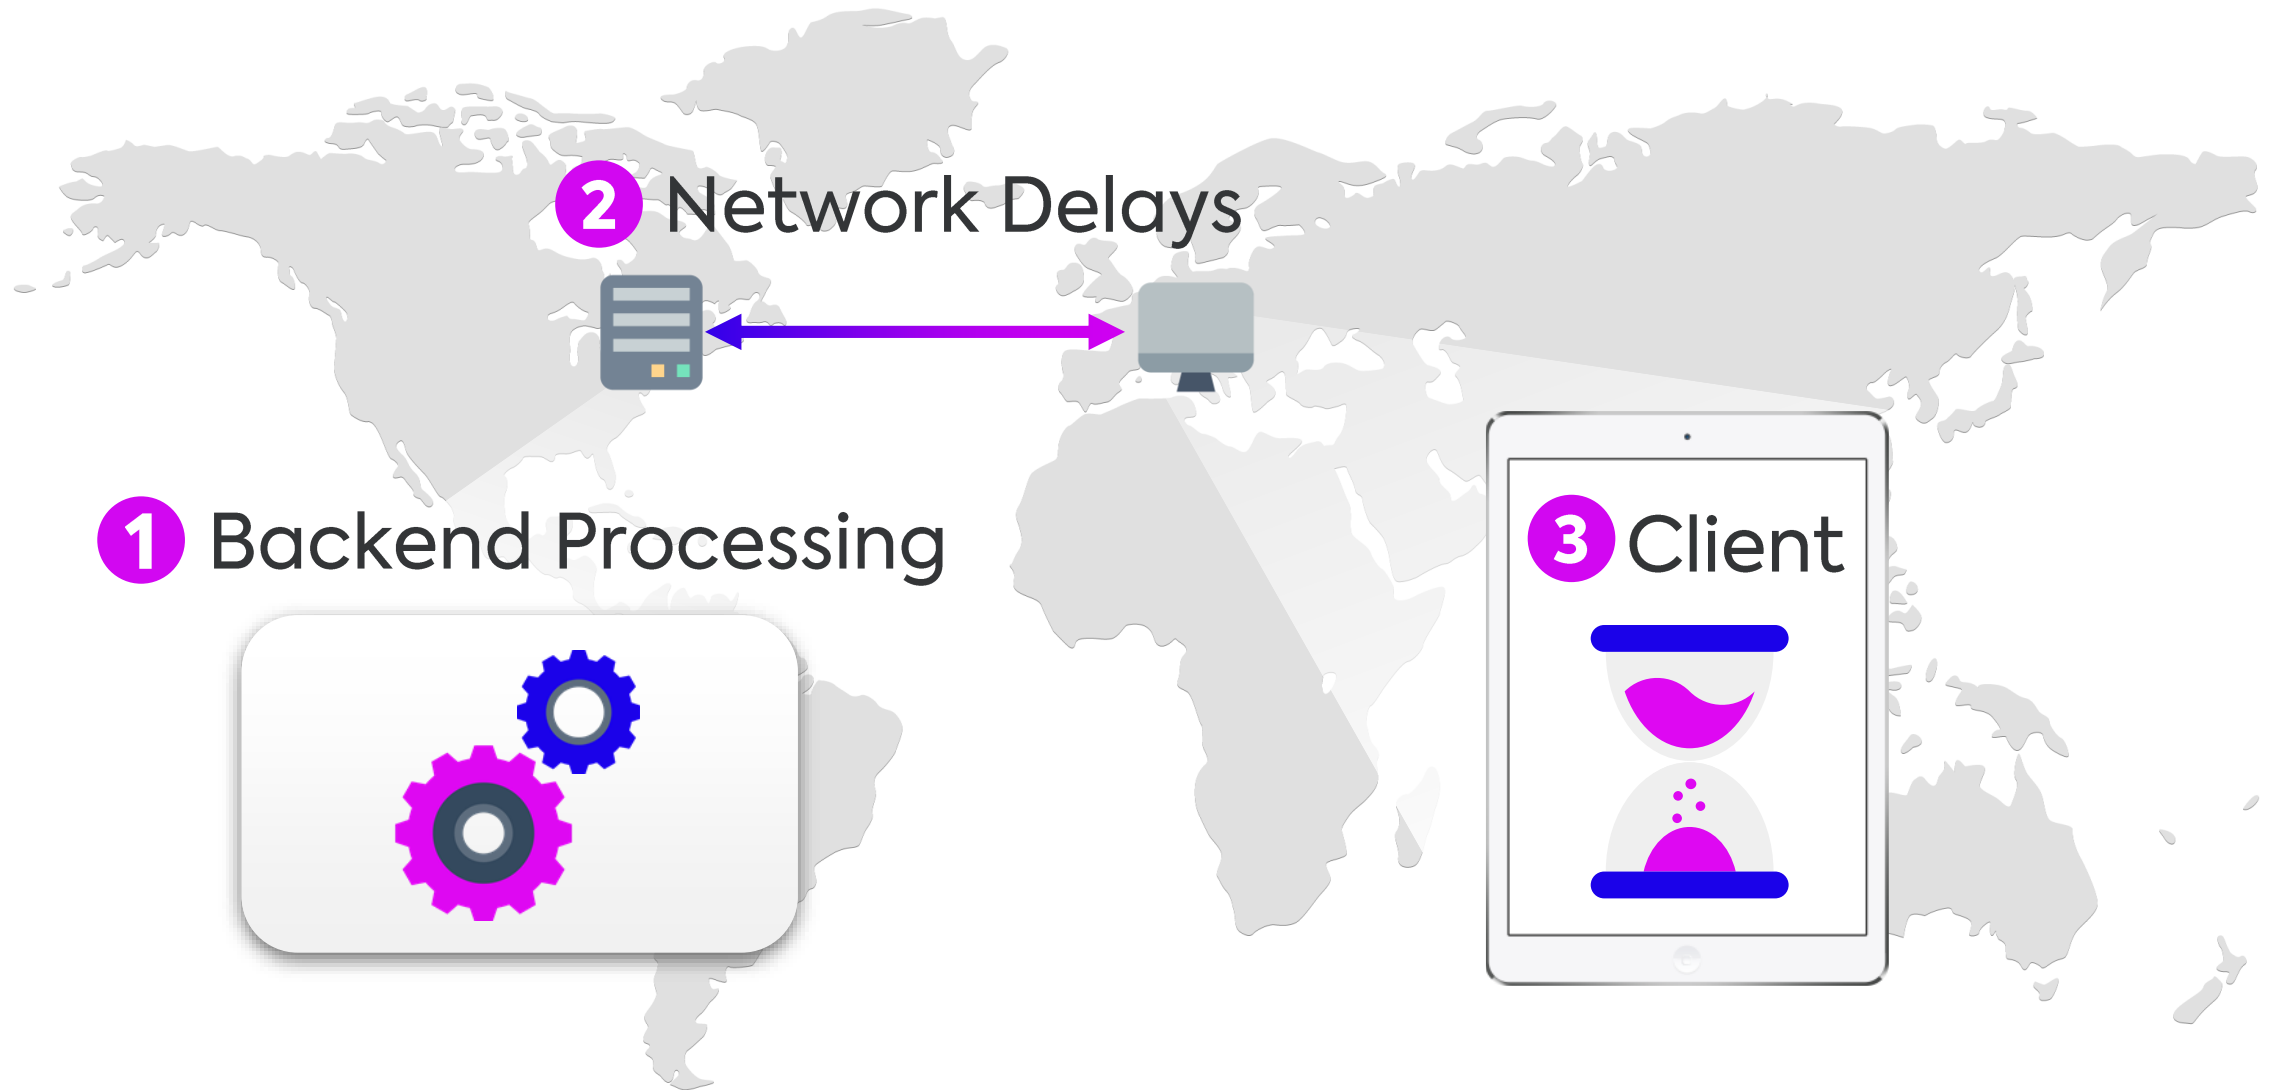 2 Network Delays
1 Backend Processing
3 Client